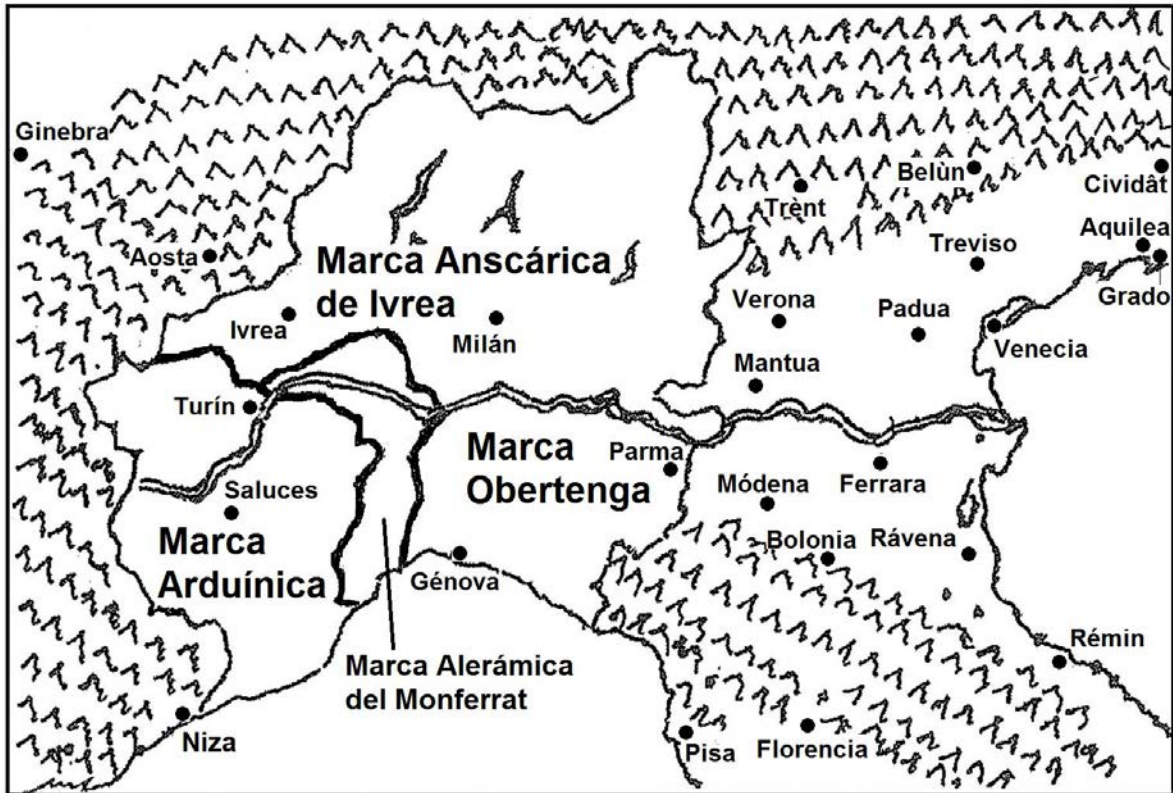 Ginebra
Belùn
Cividât
Trènt
Aquilea
Aosta
Treviso
Marca Anscárica
de Ivrea
Grado
Verona
Padua
Ivrea
Milán
Venecia
Mantua
Turín
Marca
Obertenga
Parma
Saluces
Módena
Ferrara
Marca
Arduínica
Bolonia
Rávena
Génova
Marca Alerámica
del Monferrat
Rémin
Niza
Pisa
Florencia